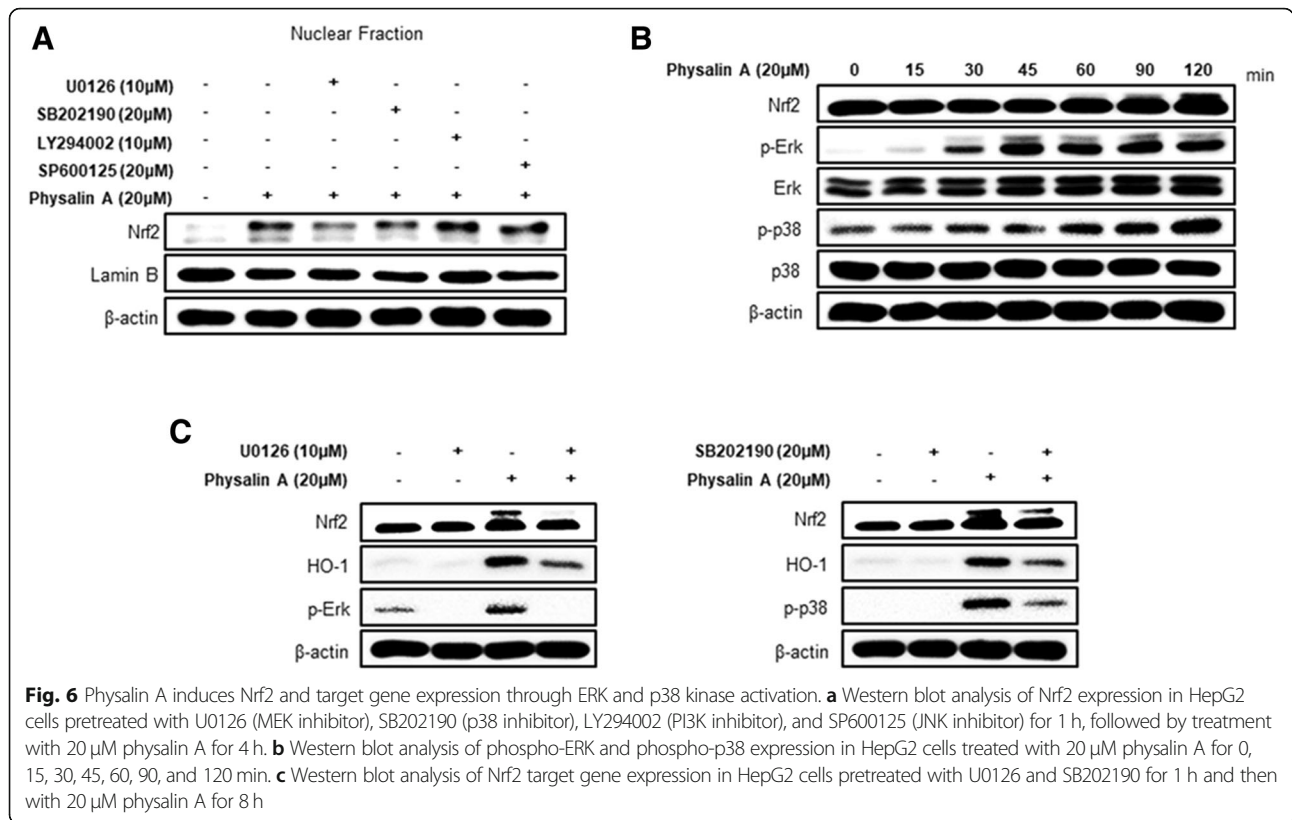 A
Nuclear Fraction
U0126 (10μM) - - + - - -
SB202190 (20μM) - - - + - -
LY294002 (10μM) - - - - + -
SP600125 (20μM) - - - - - +
Physalin A (20μM) - + + + + +
Nrf2
Lamin B
β-actin
B
Physalin A (20μM) 0 15 30 45 60 90 120 min
Nrf2
p-Erk
Erk
p-p38
p38
β-actin
C
U0126 (10μM) - + - +
Physalin A (20μM) - - + +
Nrf2
HO-1
p-Erk
β-actin
SB202190 (20μM) - + - +
Physalin A (20μM) - - + +
Nrf2
HO-1
p-p38
β-actin
Fig. 6 Physalin A induces Nrf2 and target gene expression through ERK and p38 kinase activation. a Western blot analysis of Nrf2 expression in HepG2
cells pretreated with U0126 (MEK inhibitor), SB202190 (p38 inhibitor), LY294002 (PI3K inhibitor), and SP600125 (JNK inhibitor) for 1 h, followed by treatment
with 20 μM physalin A for 4 h. b Western blot analysis of phospho-ERK and phospho-p38 expression in HepG2 cells treated with 20 μM physalin A for 0,
15, 30, 45, 60, 90, and 120 min. c Western blot analysis of Nrf2 target gene expression in HepG2 cells pretreated with U0126 and SB202190 for 1 h and then
with 20 μM physalin A for 8 h